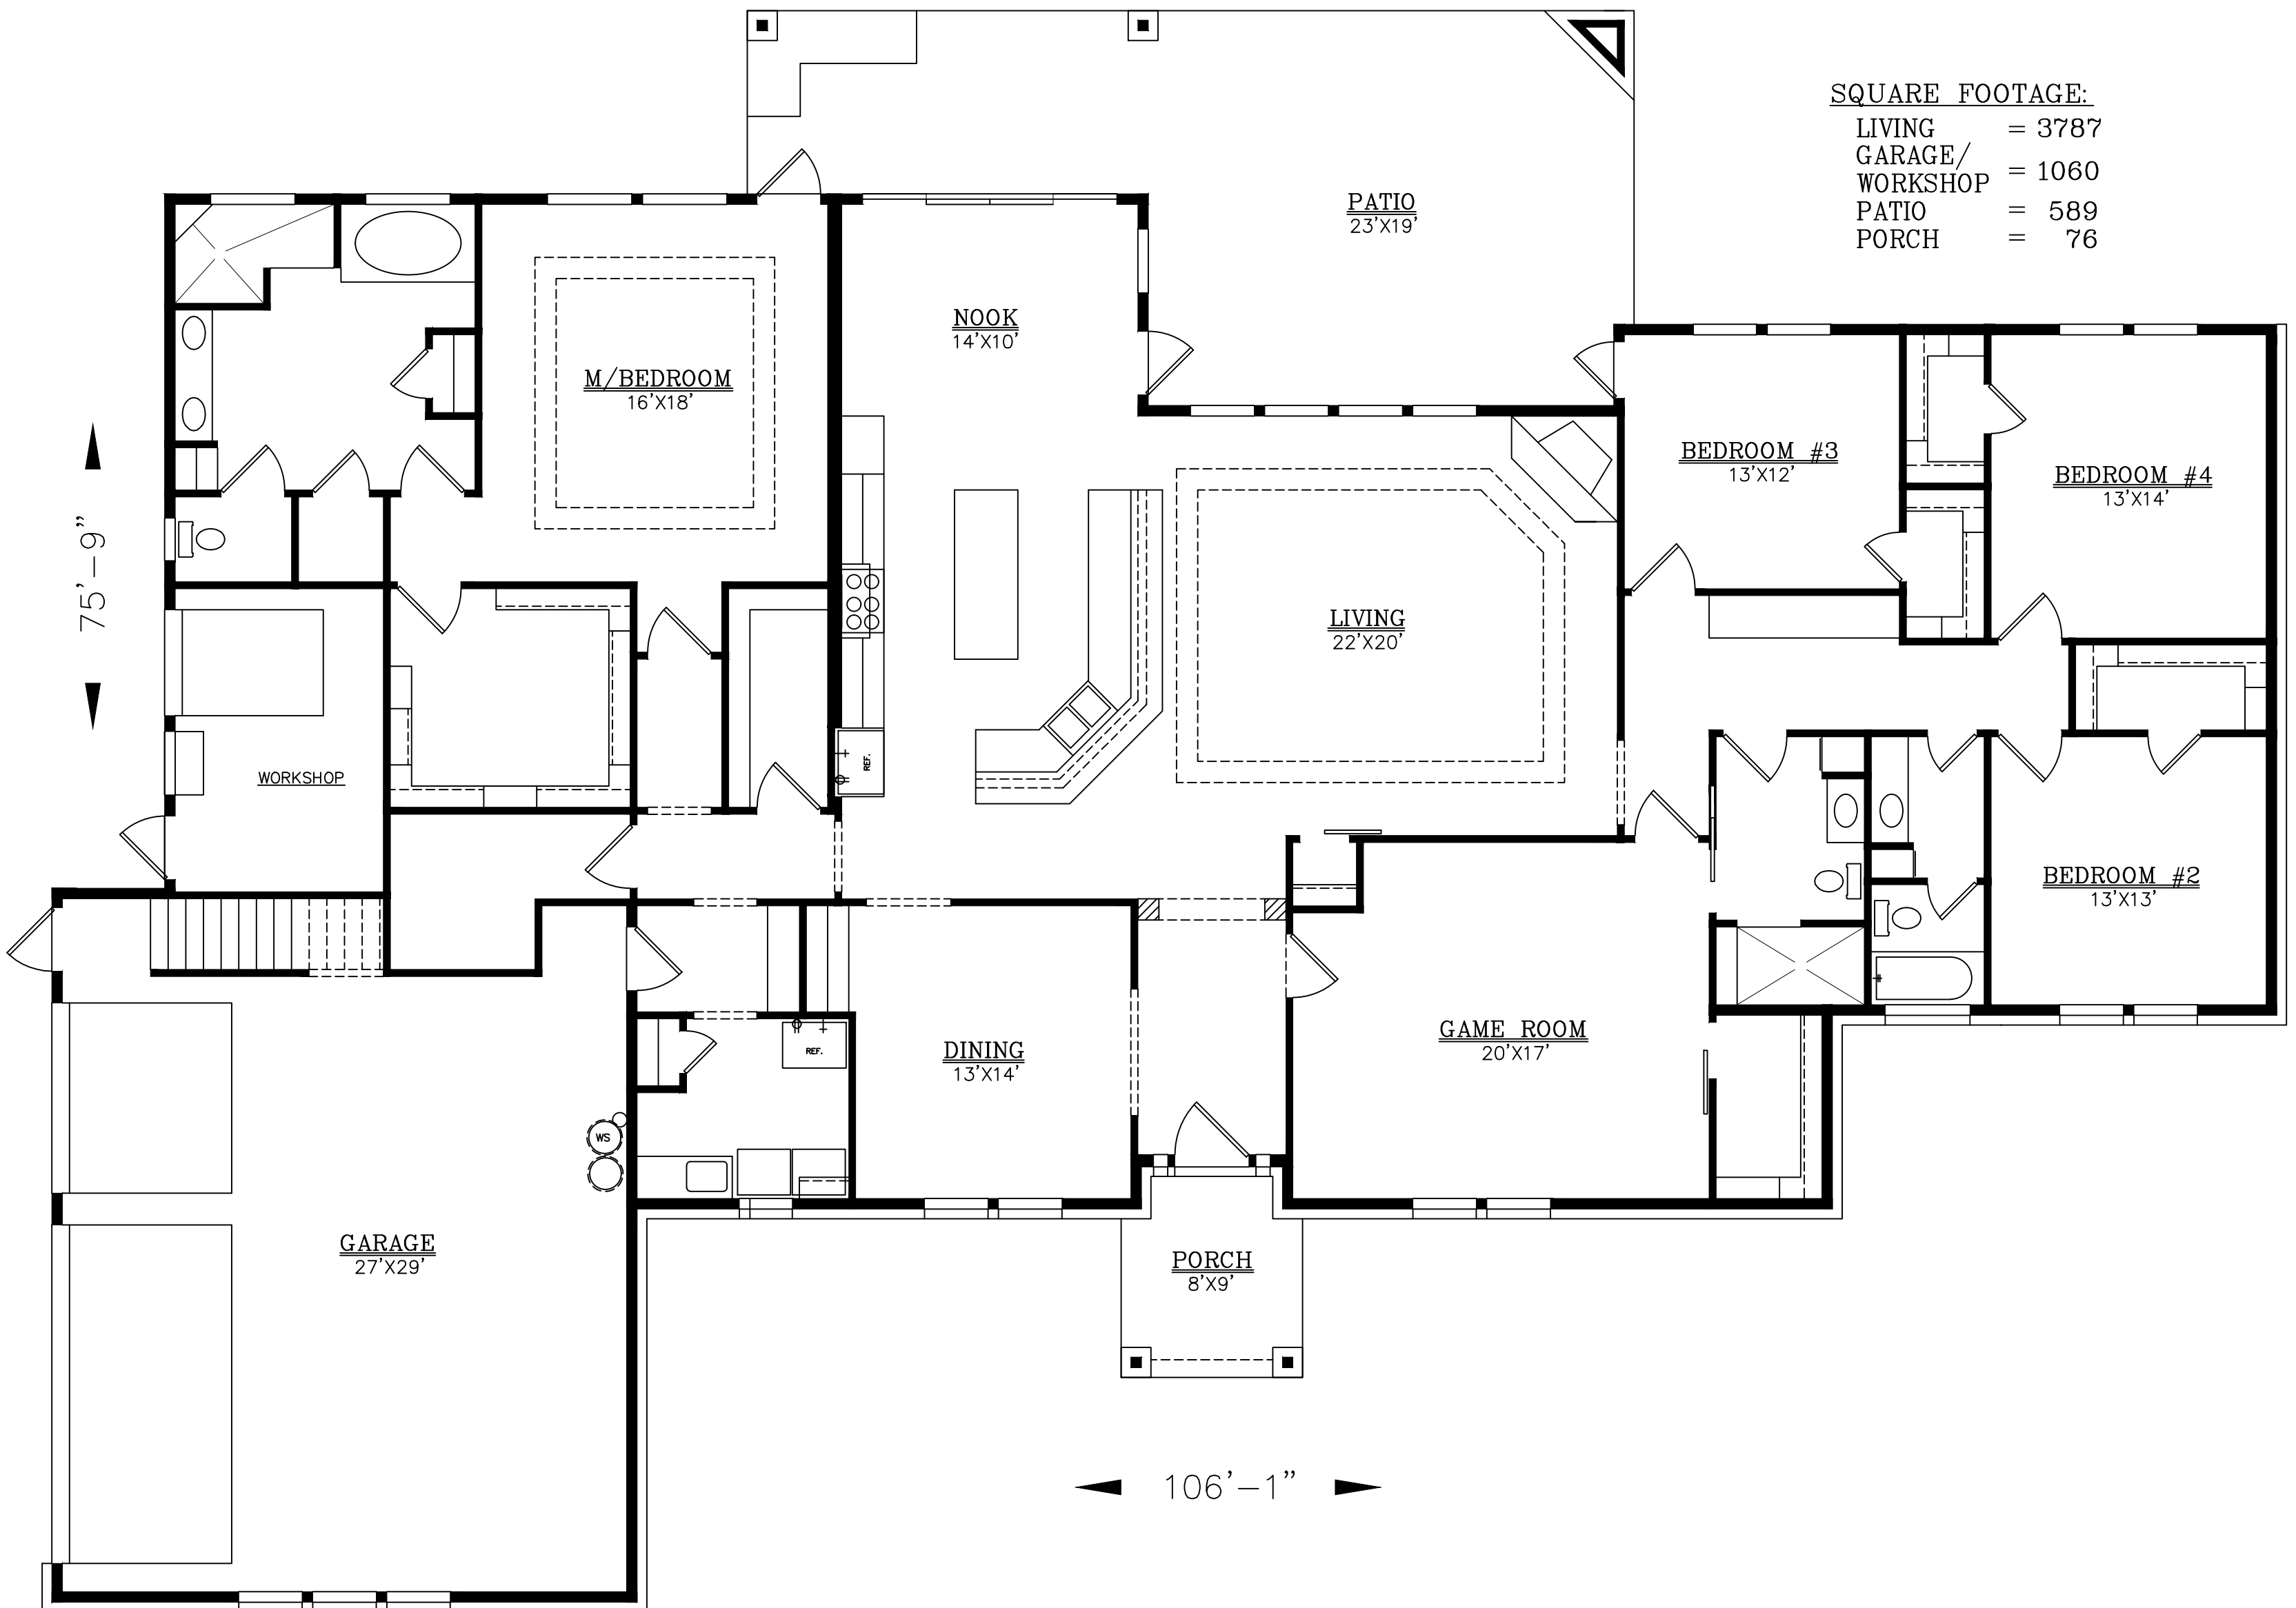 SQUARE FOOTAGE:
LIVING = 3787
GARAGE/
WORKSHOP = 1060
PATIO = 589
PORCH = 76
PATIO
23'X19'
NOOK
14'X10'
M/BEDROOM
16'X18'
BEDROOM #3
13'X12'
BEDROOM #4
13'X14'
75'-9"
LIVING
22'X20'
REF.
WORKSHOP
BEDROOM #2
13'X13'
GAME ROOM
20'X17'
REF.
DINING
13'X14'
WS
GARAGE
27'X29'
PORCH
8'X9'
106'-1"